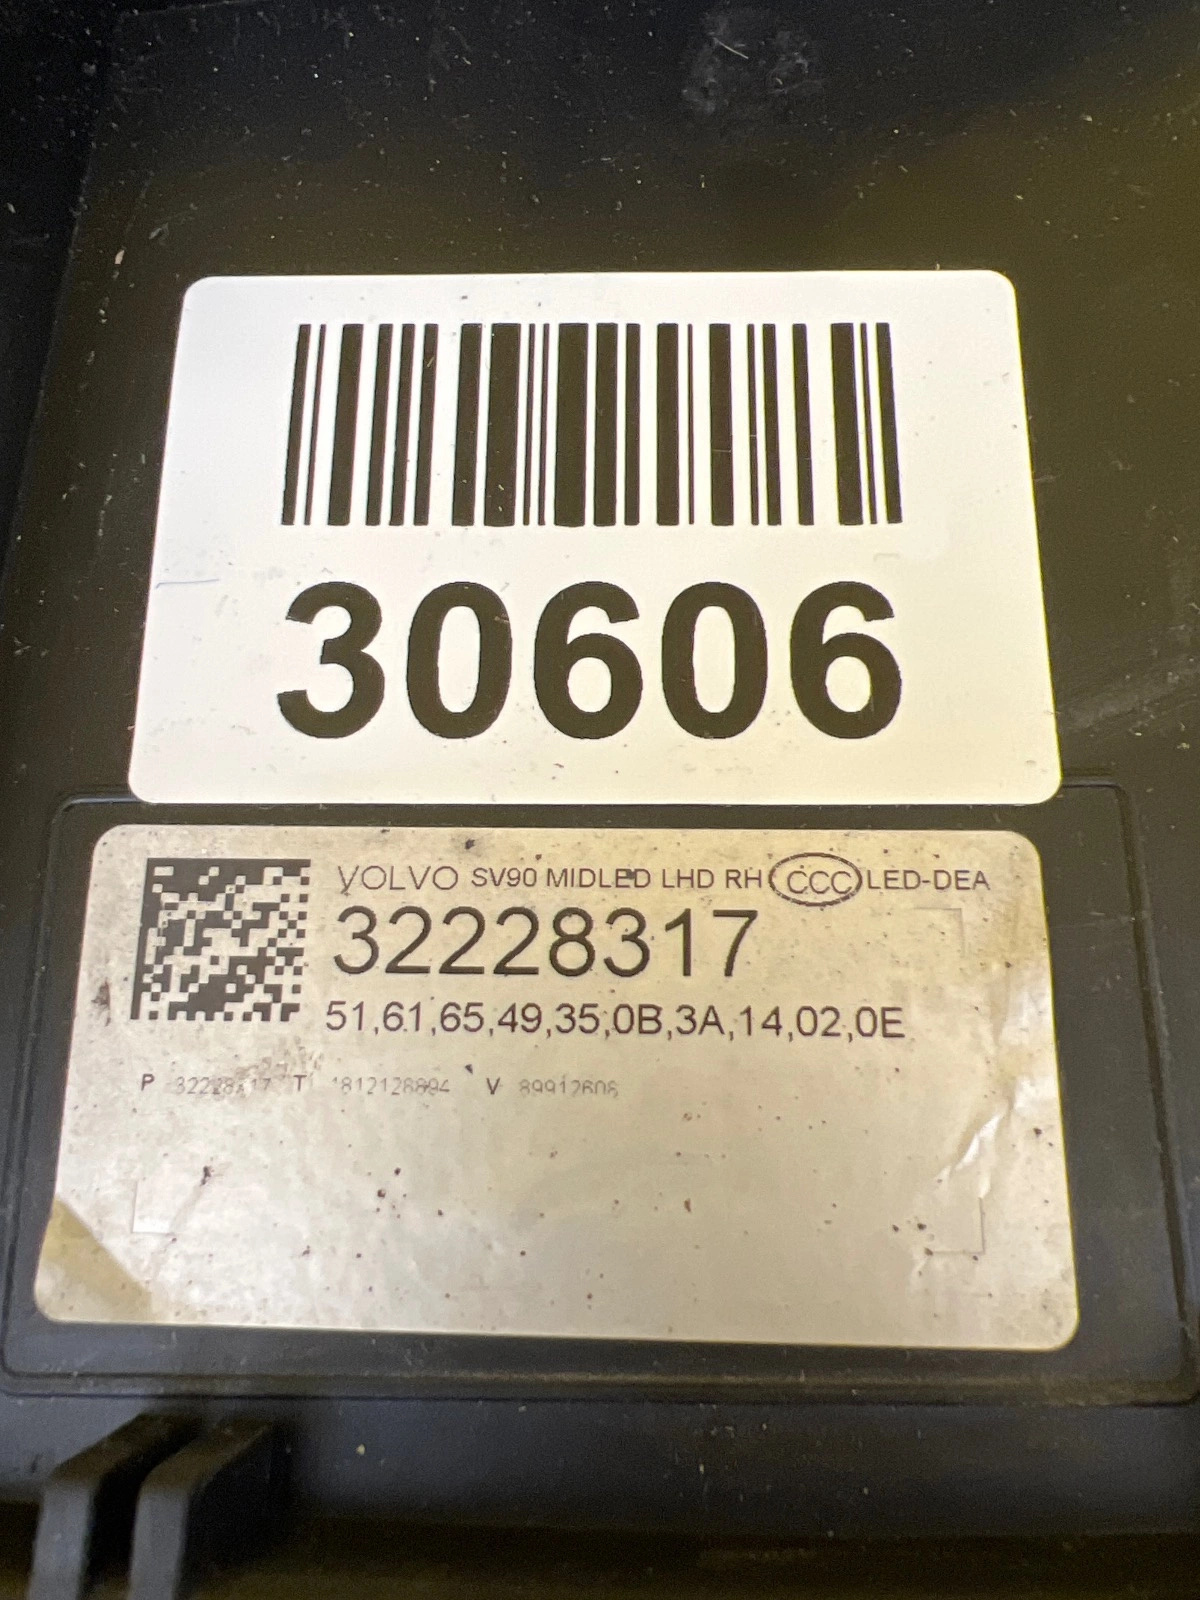 30606
VOLVO SV90 MIDLED LHD RH CCC LED-DEA
32228317
51,61,65,49,35,0B,3A,14,02,0E
P T V